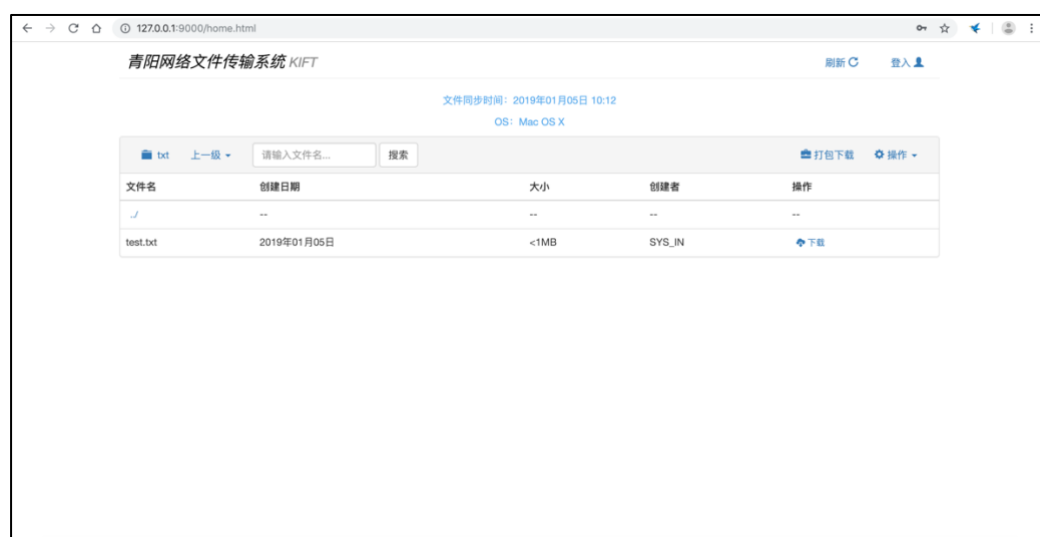 127.0.0.1:9000/home.html
青阳网络文件传输系统 KIFT 刷新 登入
文件同步时间：2019年01月05日 10:12
OS：Mac OS X
txt 上一级 请输入文件名... 搜索 打包下载 操作
文件名 创建日期 大小 创建者 操作
../ -- -- -- --
test.txt 2019年01月05日 <1MB SYS_IN 下载